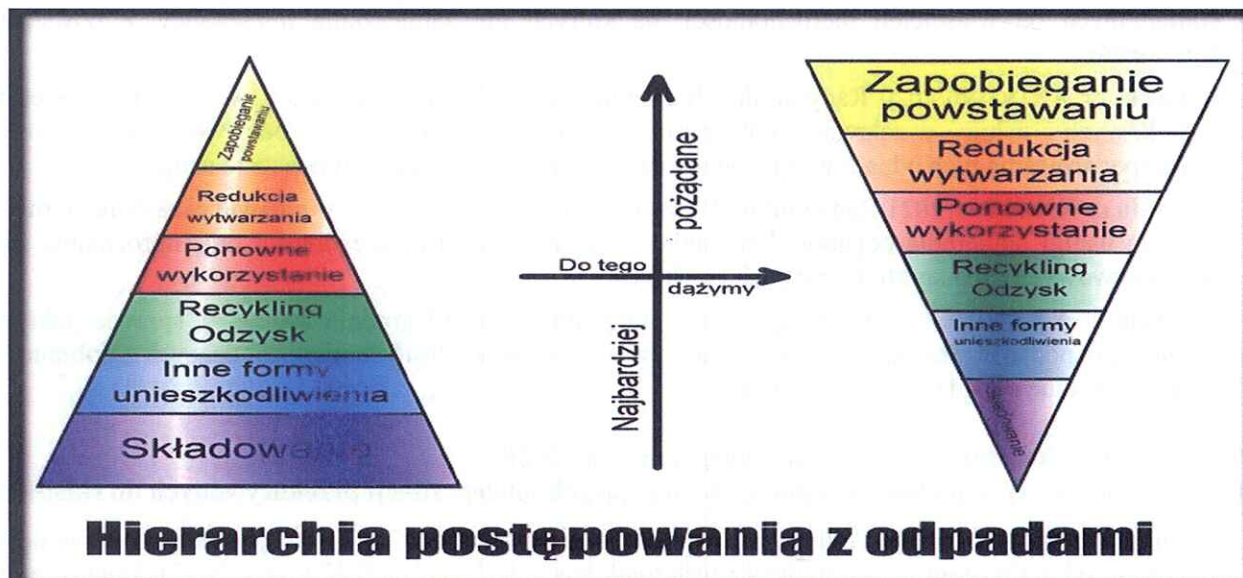 Zapobieganie
powstawaniu
Redukcja
wytwarzania
Ponowne
wykorzystanie
Recykling
Odzysk
Inne formy
unieszkodliwienia
Składowanie
Do tego
dążymy
Najbardziej pożądane
Zapobieganie
powstawaniu
Redukcja
wytwarzania
Ponowne
wykorzystanie
Recykling
Odzysk
Inne formy
unieszkodliwienia
Składowanie
Hierarchia postępowania z odpadami